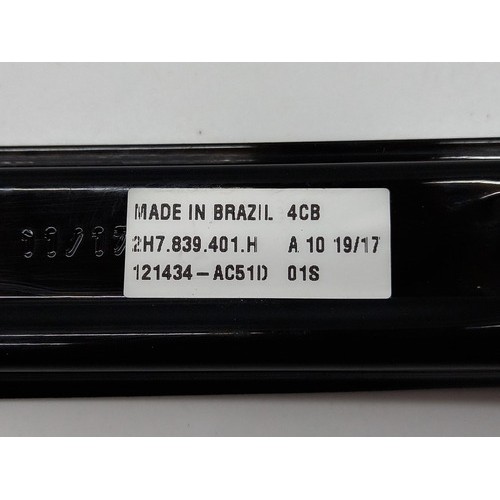 MADE IN BRAZIL 4CB
2H7.839.401.H A 10 19/17
121434-AC51D 01S